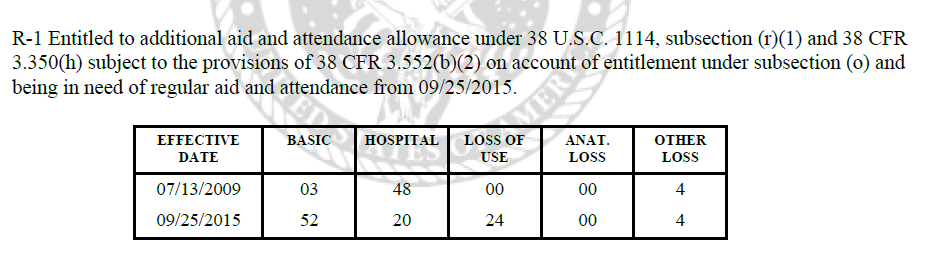 R-1 Entitled to additional aid and attendance allowance under 38 U.S.C. 1114, subsection (r)(1) and 38 CFR
3.350(h) subject to the provisions of 38 CFR 3.552(b)(2) on account of entitlement under subsection (o) and
being in need of regular aid and attendance from 09/25/2015.
EFFECTIVE DATE BASIC HOSPITAL LOSS OF USE ANAT. LOSS OTHER LOSS
07/13/2009 03 48 00 00 4
09/25/2015 52 20 24 00 4